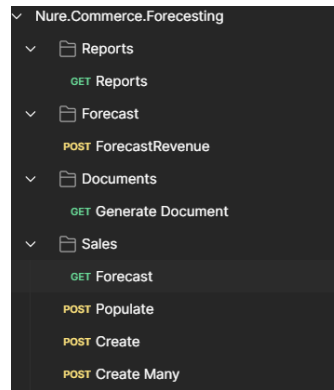 Nure.Commerce.Forecesting
Reports
GET Reports
Forecast
POST ForecastRevenue
Documents
GET Generate Document
Sales
GET Forecast
POST Populate
POST Create
POST Create Many